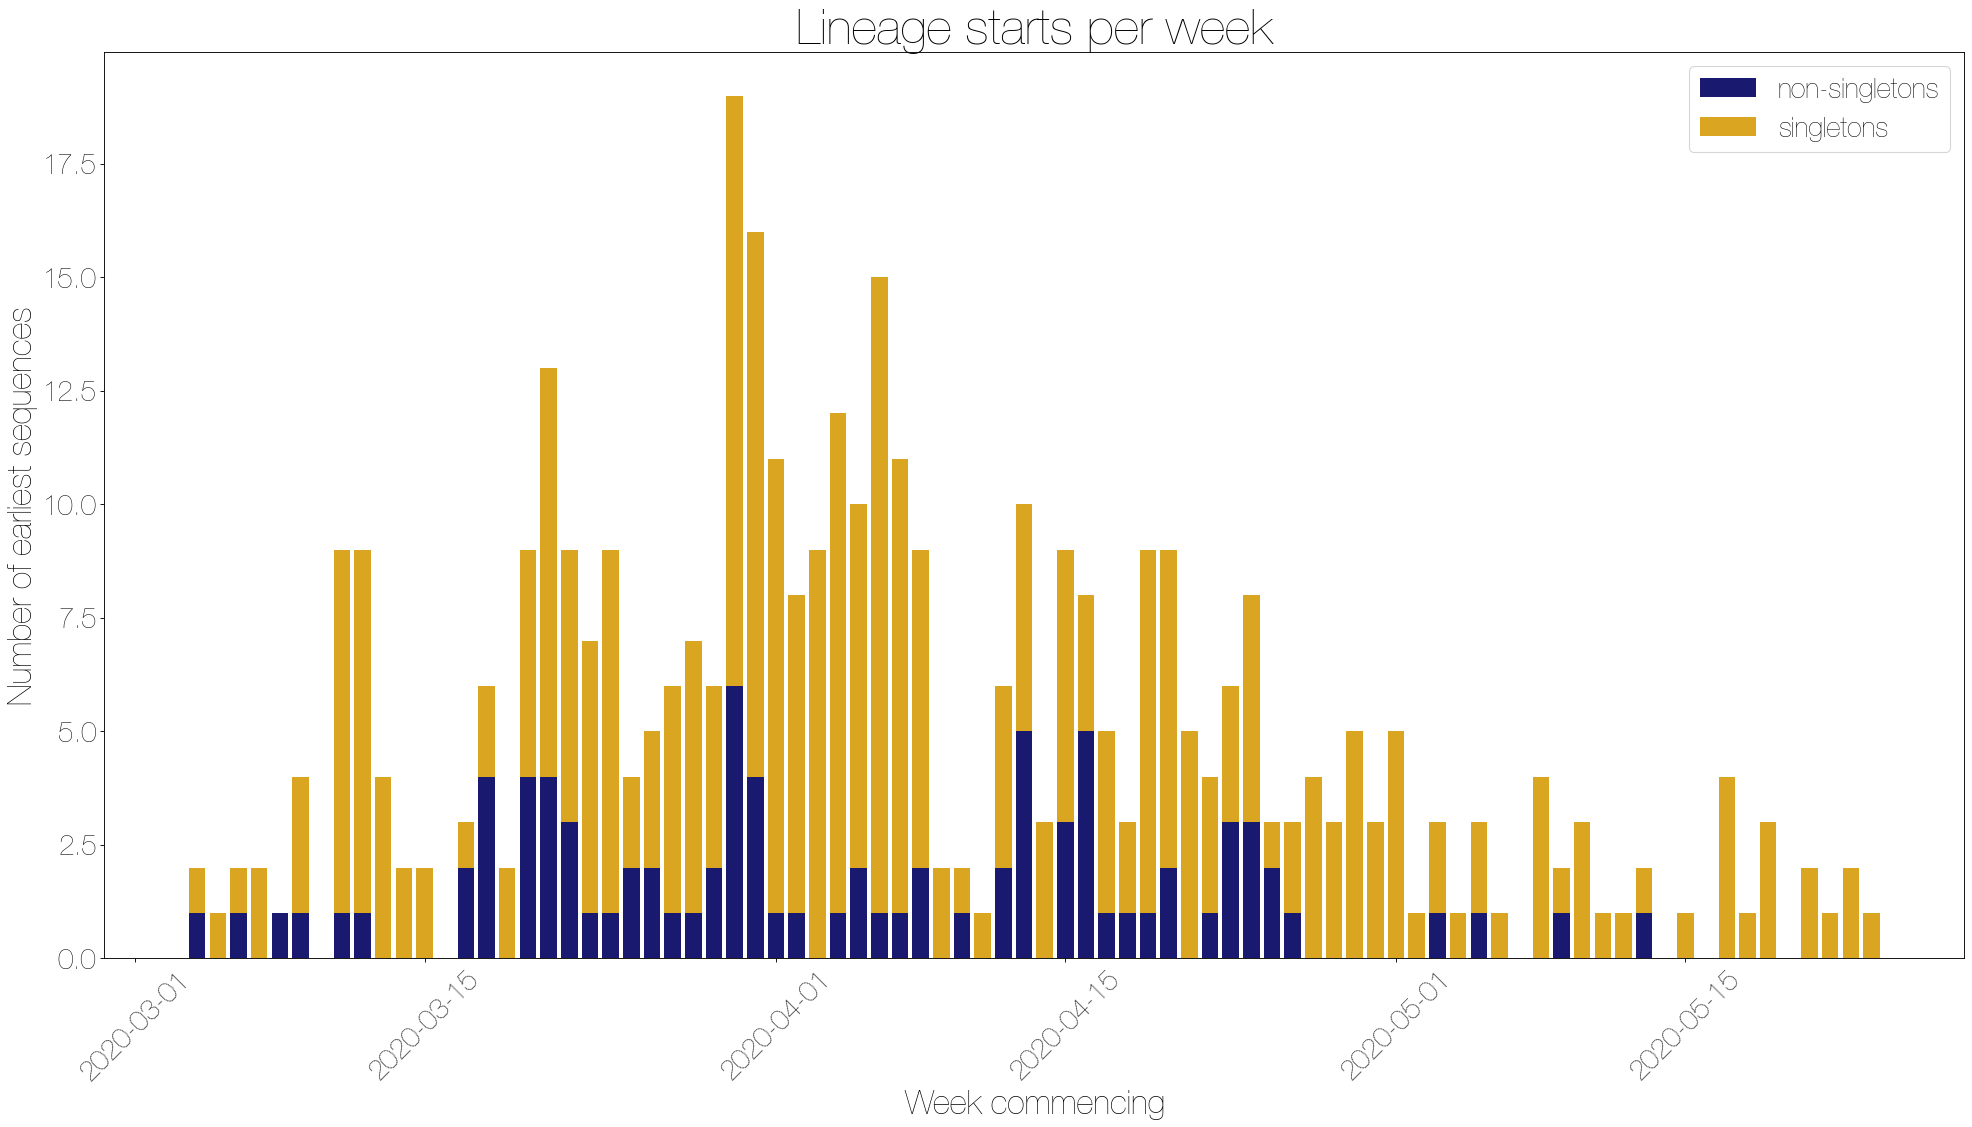 Lineage starts per week
non-singletons
singletons
Number of earliest sequences
17.5
15.0
12.5
10.0
7.5
5.0
2.5
0.0
2020-03-01
2020-03-15
2020-04-01
2020-04-15
2020-05-01
2020-05-15
Week commencing